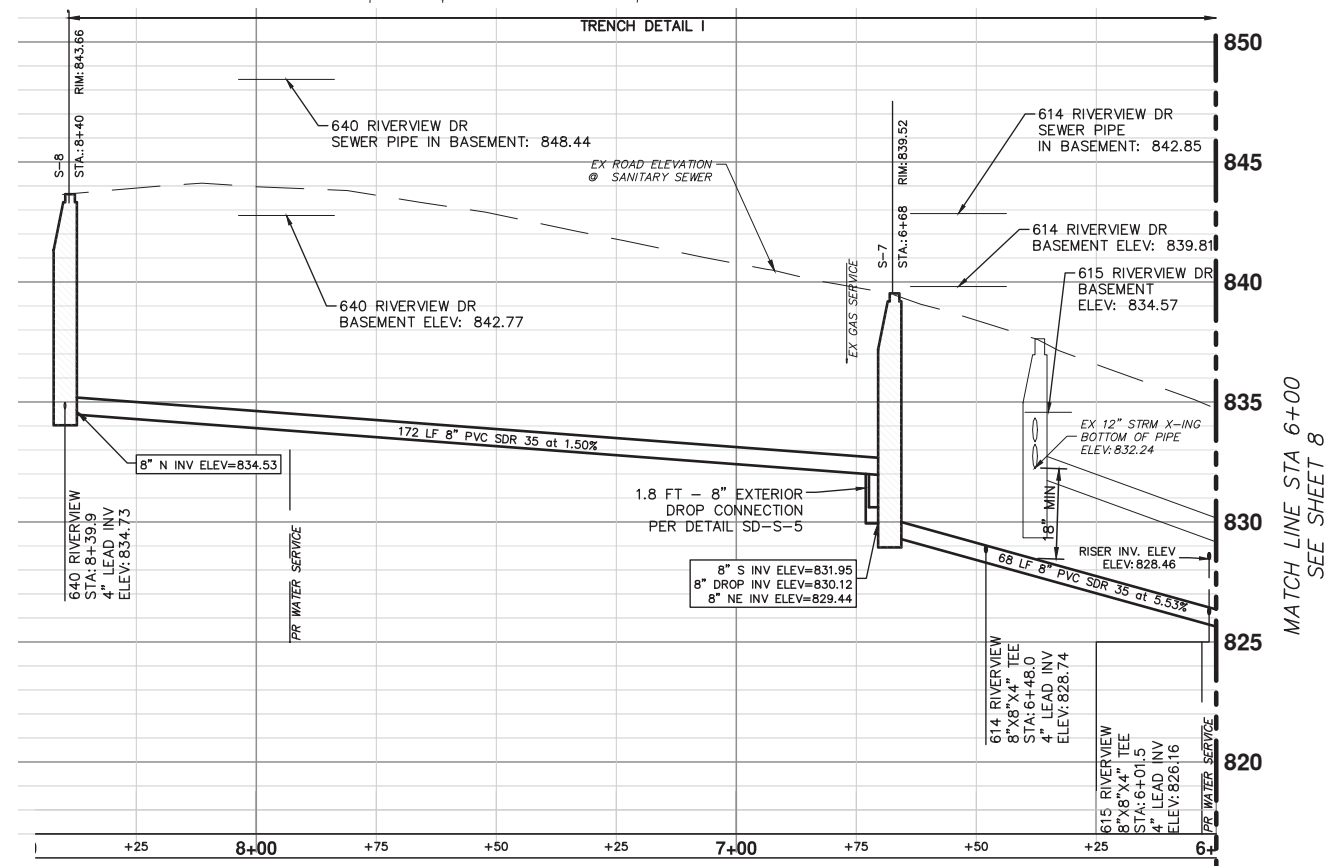 TRENCH DETAIL I
850
S-8
STA.: 8+40 RIM: 843.66
640 RIVERVIEW DR
SEWER PIPE IN BASEMENT: 848.44
EX ROAD ELEVATION
@ SANITARY SEWER
S-7
STA.: 6+68 RIM: 839.52
614 RIVERVIEW DR
SEWER PIPE
IN BASEMENT: 842.85
845
614 RIVERVIEW DR
BASEMENT ELEV: 839.81
615 RIVERVIEW DR
BASEMENT
ELEV: 834.57
840
640 RIVERVIEW DR
BASEMENT ELEV: 842.77
EX GAS SERVICE
835
EX 12" STRM X-ING
BOTTOM OF PIPE
ELEV: 832.24
172 LF 8" PVC SDR 35 at 1.50%
8" N INV ELEV=834.53
1.8 FT – 8" EXTERIOR
DROP CONNECTION
PER DETAIL SD-S-5
18" MIN
830
640 RIVERVIEW
STA: 8+39.9
4" LEAD INV
ELEV: 834.73
PR WATER SERVICE
8" S INV ELEV=831.95
8" DROP INV ELEV=830.12
8" NE INV ELEV=829.44
RISER INV. ELEV
ELEV: 828.46
68 LF 8" PVC SDR 35 at 5.53%
825
614 RIVERVIEW
8"X8"X4" TEE
STA: 6+48.0
4" LEAD INV
ELEV: 828.74
615 RIVERVIEW
8"X8"X4" TEE
STA: 6+01.5
4" LEAD INV
ELEV: 826.16
PR WATER SERVICE
820
MATCH LINE STA 6+00
SEE SHEET 8
+25 8+00 +75 +50 +25 7+00 +75 +50 +25 6+